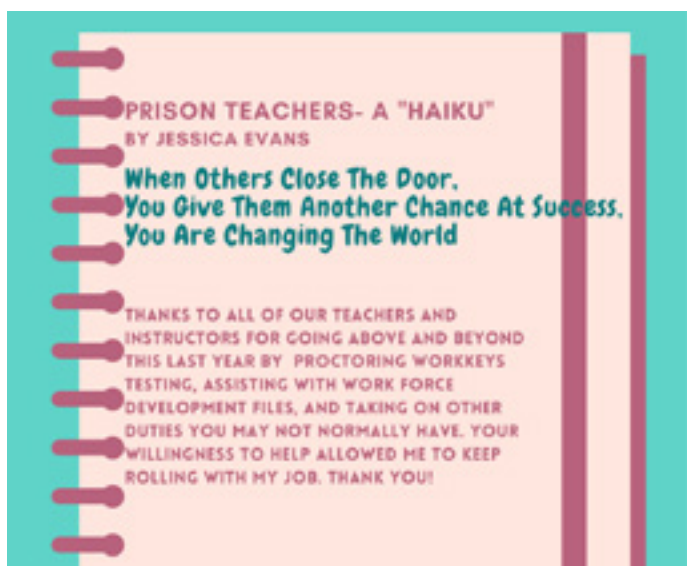 PRISON TEACHERS- A "HAIKU"
BY JESSICA EVANS
When Others Close The Door,
You Give Them Another Chance At Success,
You Are Changing The World
THANKS TO ALL OF OUR TEACHERS AND
INSTRUCTORS FOR GOING ABOVE AND BEYOND
THIS LAST YEAR BY PROCTORING WORKKEYS
TESTING, ASSISTING WITH WORK FORCE
DEVELOPMENT FILES, AND TAKING ON OTHER
DUTIES YOU MAY NOT NORMALLY HAVE. YOUR
WILLINGNESS TO HELP ALLOWED ME TO KEEP
ROLLING WITH MY JOB. THANK YOU!